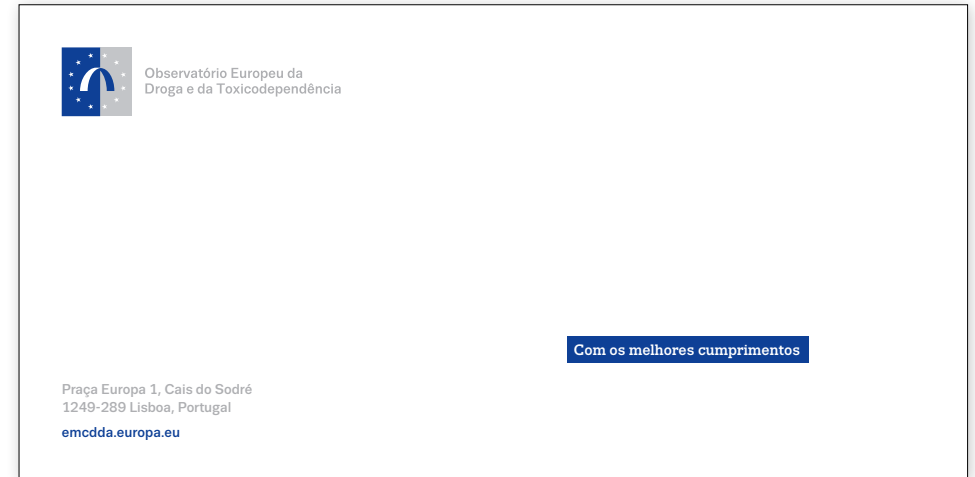 Observatório Europeu da
Droga e da Toxicodependência
Com os melhores cumprimentos
Praça Europa 1, Cais do Sodré
1249-289 Lisboa, Portugal
emcdda.europa.eu